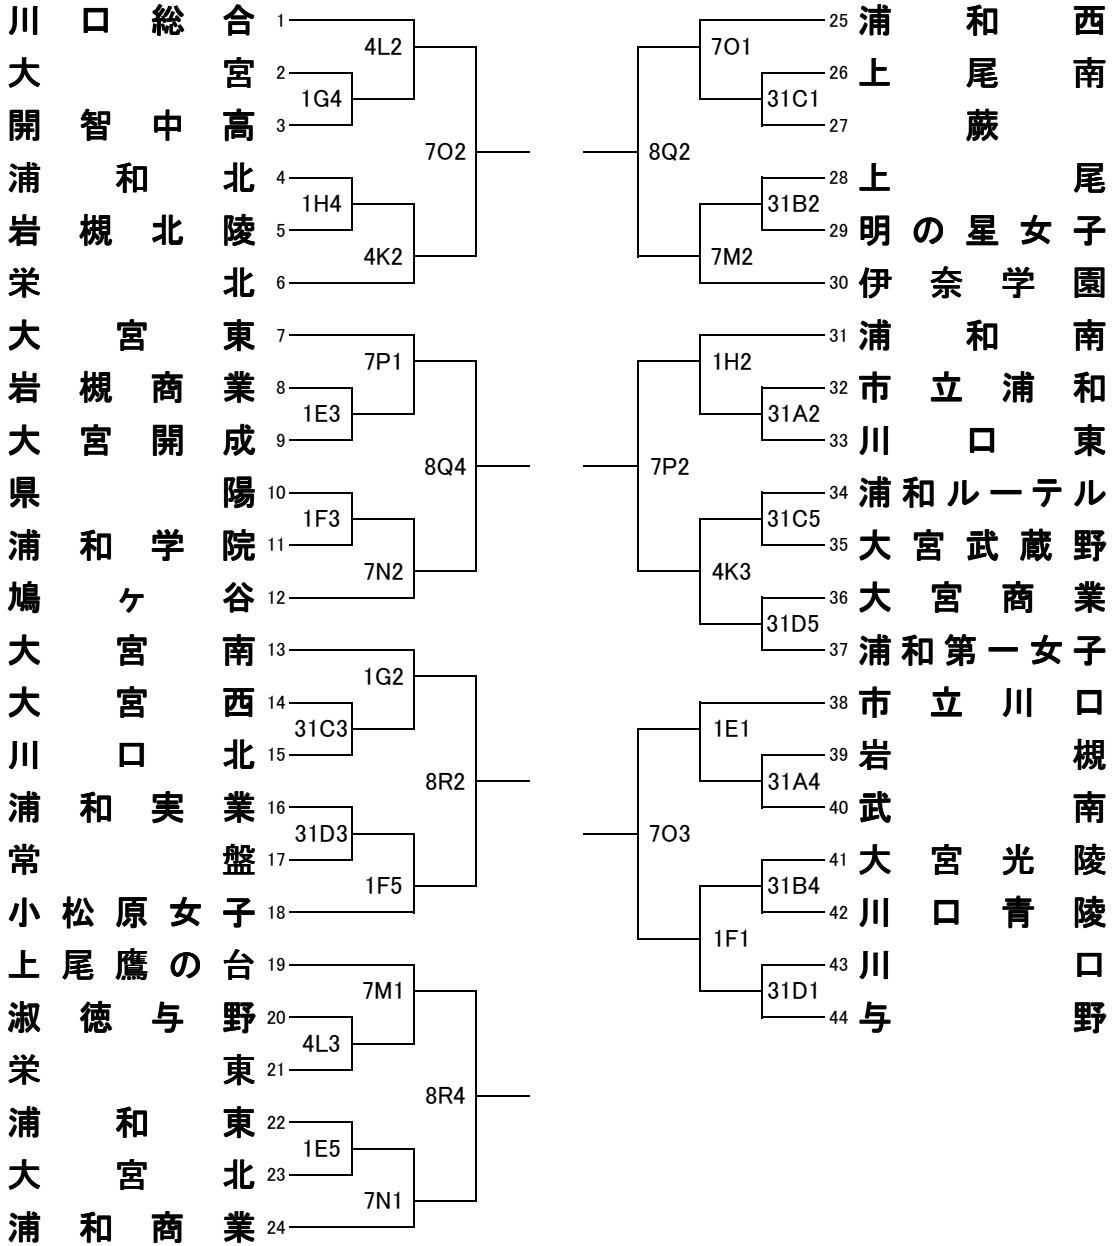 川口総合 1
4L2
大宮 2
1G4
開智中高 3
7O2
浦和北 4
1H4
岩槻北陵 5
4K2
栄北 6
大宮東 7
7P1
岩槻商業 8
1E3
大宮開成 9
8Q4
県陽 10
1F3
浦和学院 11
7N2
鳩ヶ谷 12
大宮南 13
1G2
大宮西 14
31C3
川口北 15
8R2
浦和実業 16
31D3
常盤 17
1F5
小松原女子 18
上尾鷹の台 19
7M1
淑徳与野 20
4L3
栄東 21
8R4
浦和東 22
1E5
大宮北 23
7N1
浦和商業 24
25 浦和西
7O1
26 上尾南
31C1
27 蕨
8Q2
28 上尾
31B2
29 明の星女子
7M2
30 伊奈学園
31 浦和南
1H2
32 市立浦和
31A2
33 川口東
7P2
34 浦和ルーテル
31C5
35 大宮武蔵野
4K3
36 大宮商業
31D5
37 浦和第一女子
38 市立川口
1E1
39 岩槻
31A4
40 武南
7O3
41 大宮光陵
31B4
42 川口青陵
1F1
43 川口
31D1
44 与野